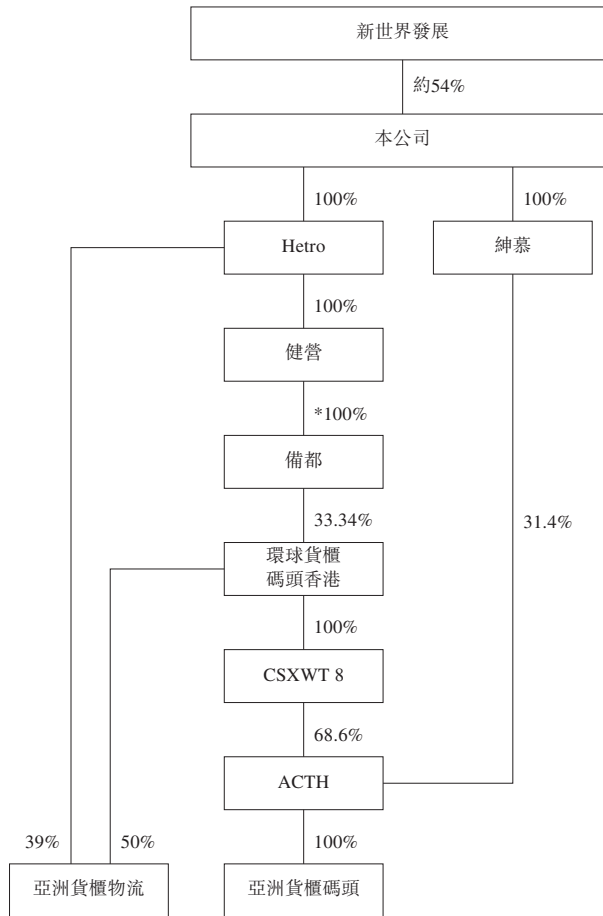 新世界發展
約54%
本公司
100%
100%
Hetro
紳慕
100%
健營
*100%
備都
33.34%
31.4%
環球貨櫃
碼頭香港
100%
CSXWT 8
68.6%
ACTH
39%
50%
100%
亞洲貨櫃物流
亞洲貨櫃碼頭